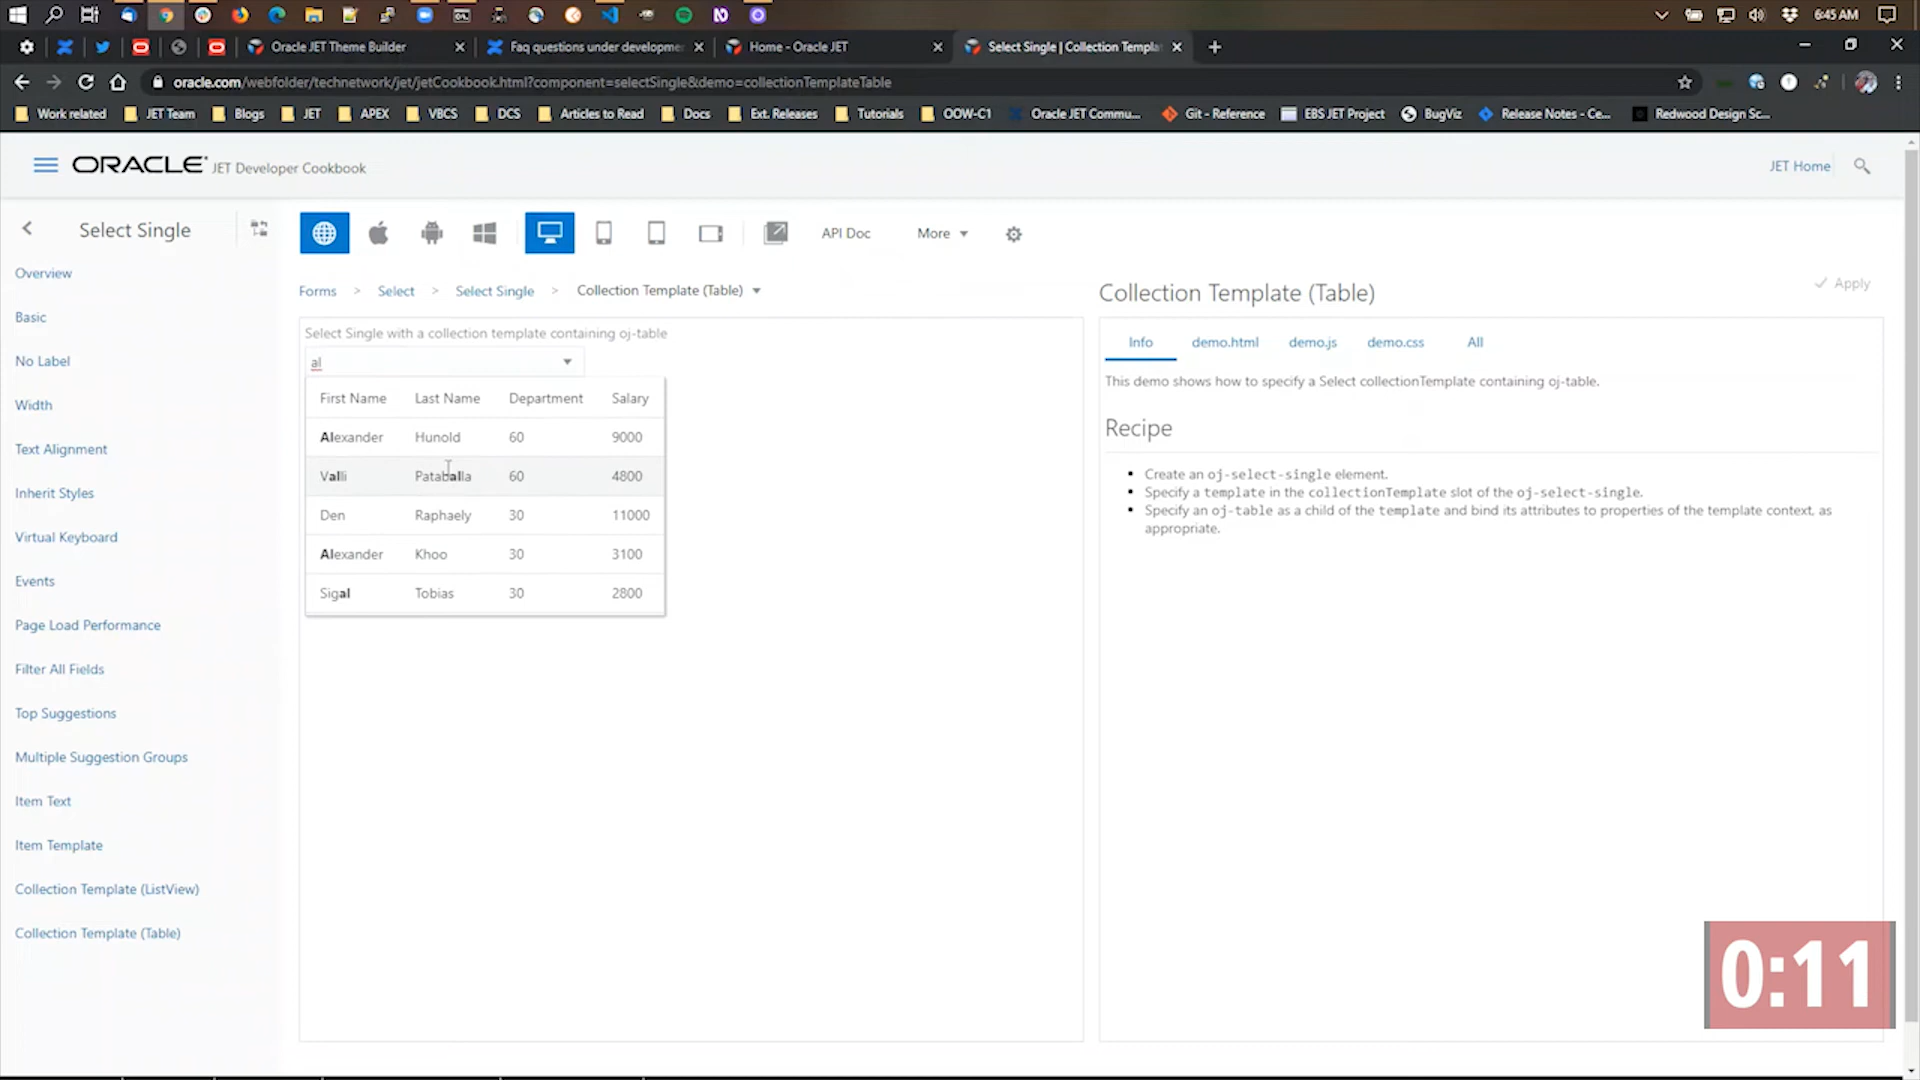 6:45 AM
Oracle JET Theme Builder
Faq questions under developme
Home - Oracle JET
Select Single | Collection Templa
oracle.com/webfolder/technetwork/jet/jetCookbook.html?component=selectSingle&demo=collectionTemplateTable
Work related
JET Team
Blogs
JET
APEX
VBCS
DCS
Articles to Read
Docs
Ext. Releases
Tutorials
OOW-C1
Oracle JET Commu...
Git - Reference
EBS JET Project
BugViz
Release Notes - Ce...
Redwood Design Sc...
ORACLE JET Developer Cookbook
JET Home
Select Single
API Doc
More
Overview
Basic
No Label
Width
Text Alignment
Inherit Styles
Virtual Keyboard
Events
Page Load Performance
Filter All Fields
Top Suggestions
Multiple Suggestion Groups
Item Text
Item Template
Collection Template (ListView)
Collection Template (Table)
Forms > Select > Select Single > Collection Template (Table)
Select Single with a collection template containing oj-table
al
First Name Last Name Department Salary
Alexander Hunold 60 9000
Valli Pataballa 60 4800
Den Raphaely 30 11000
Alexander Khoo 30 3100
Sigal Tobias 30 2800
Collection Template (Table)
Apply
Info demo.html demo.js demo.css All
This demo shows how to specify a Select collectionTemplate containing oj-table.
Recipe
Create an oj-select-single element.
Specify a template in the collectionTemplate slot of the oj-select-single.
Specify an oj-table as a child of the template and bind its attributes to properties of the template context, as
appropriate.
0:11